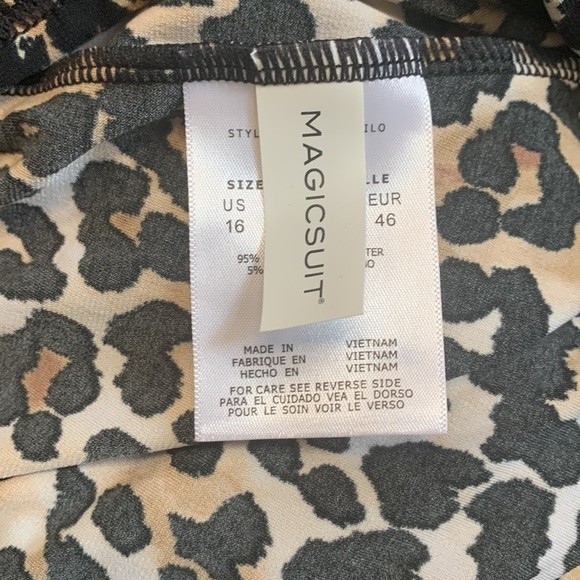 MAGICSUIT®
STYL
ILO
SIZE LLE
US EUR
16 46
95% TER
5% O
MADE IN VIETNAM
FABRIQUE EN VIETNAM
HECHO EN VIETNAM
FOR CARE SEE REVERSE SIDE
PARA EL CUIDADO VEA EL DORSO
POUR LE SOIN VOIR LE VERSO